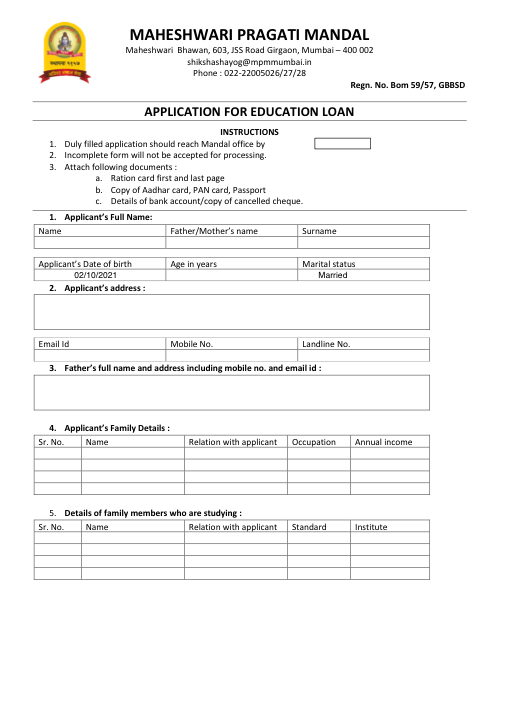 MAHESHWARI PRAGATI MANDAL
Maheshwari Bhawan, 603, JSS Road Girgaon, Mumbai – 400 002
shikshashayog@mpmmumbai.in
Phone : 022-22005026/27/28
Regn. No. Bom 59/57, GBBSD
APPLICATION FOR EDUCATION LOAN
INSTRUCTIONS
1. Duly filled application should reach Mandal office by
2. Incomplete form will not be accepted for processing.
3. Attach following documents :
a. Ration card first and last page
b. Copy of Aadhar card, PAN card, Passport
c. Details of bank account/copy of cancelled cheque.
1. Applicant's Full Name:
Name Father/Mother's name Surname
Applicant's Date of birth Age in years Marital status
02/10/2021 Married
2. Applicant's address :
Email Id Mobile No. Landline No.
3. Father's full name and address including mobile no. and email id :
4. Applicant's Family Details :
Sr. No. Name Relation with applicant Occupation Annual income
5. Details of family members who are studying :
Sr. No. Name Relation with applicant Standard Institute